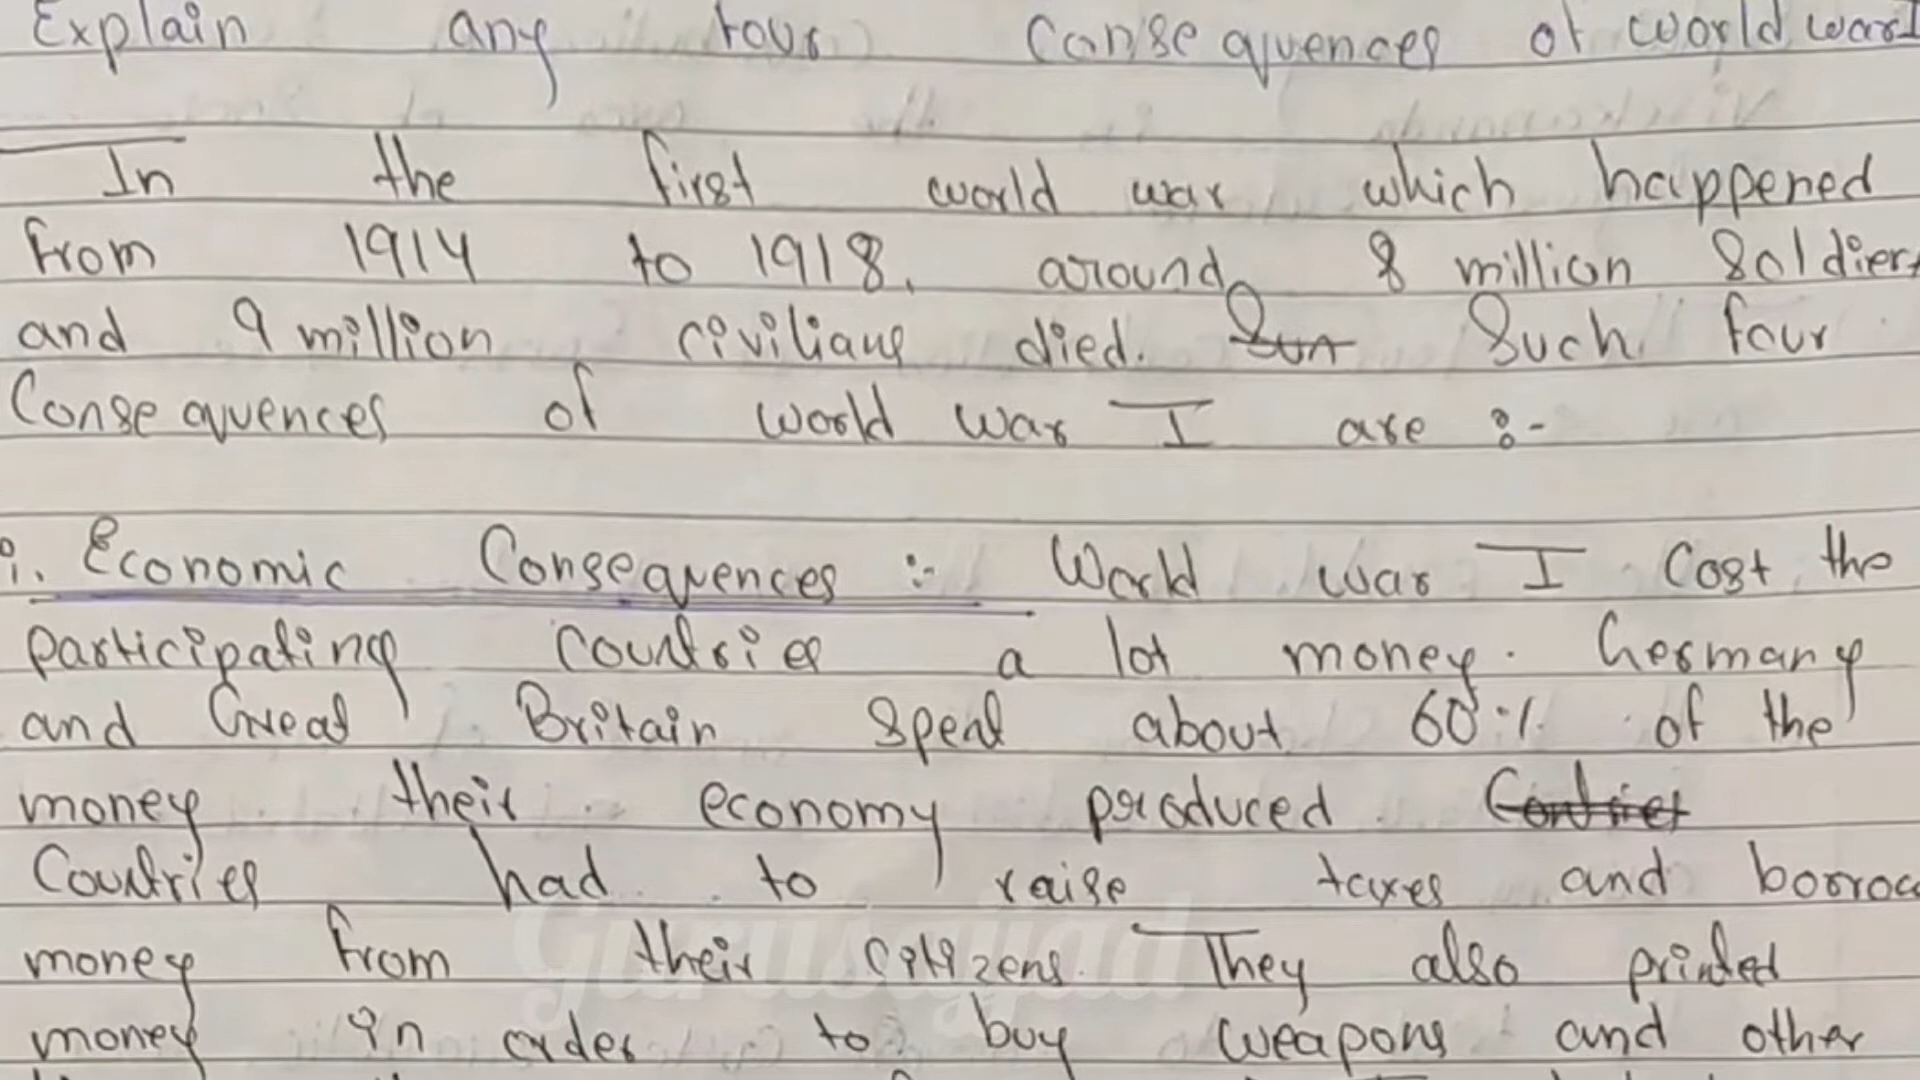 Explain any four Consequences of World War I
In the first world war which happened
from 1914 to 1918, around 8 million Soldiers
and 9 million civilians died. Such four
Consequences of World War I are :-
i. Economic Consequences :- World War I Cost the
participating Countries a lot money. Germany
and Great Britain Spent about 60% of the
money their economy produced.
Countries had to raise taxes and borrow
money from their citizens. They also printed
money in order to buy weapons and other